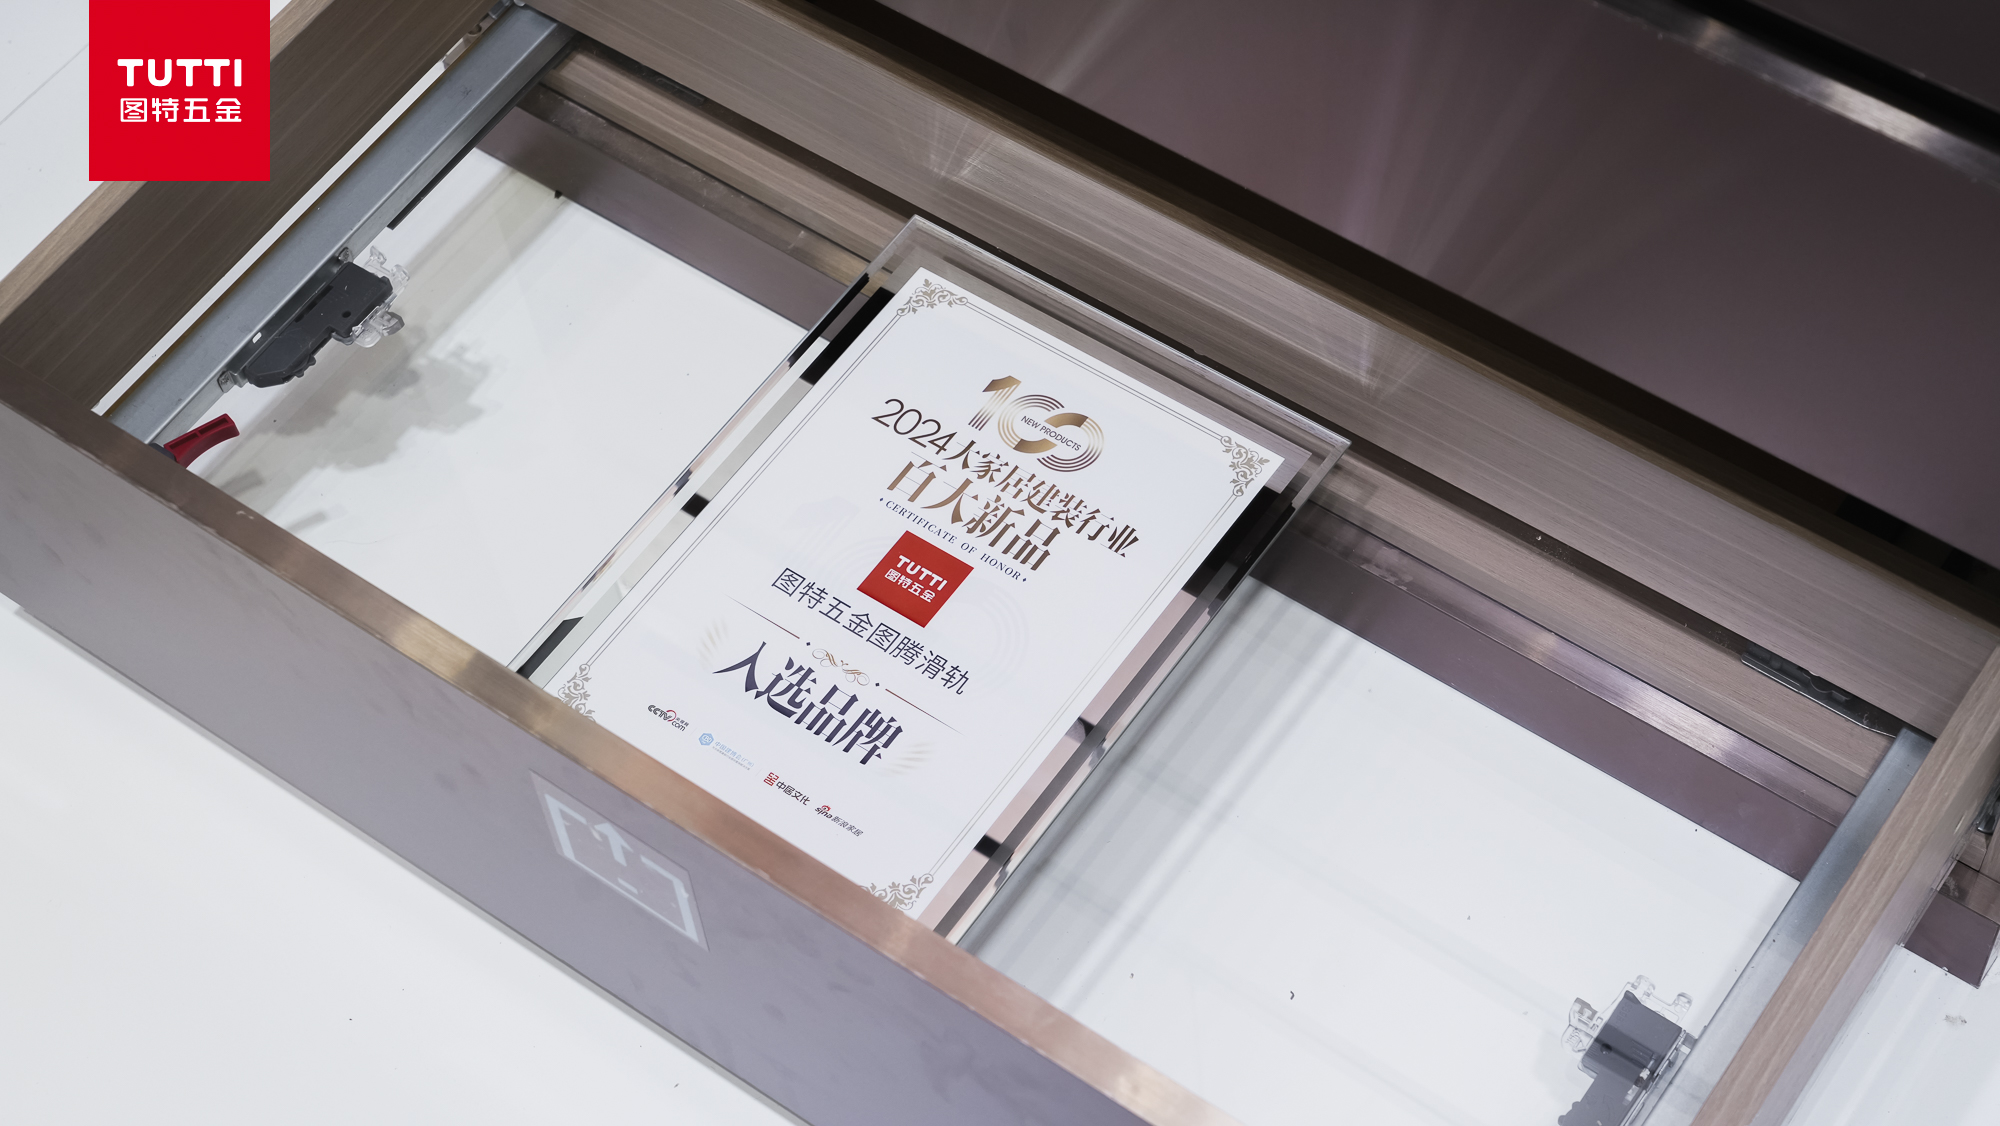 TUTTI
图特五金
100
NEW PRODUCTS
2024大家居建装行业
百大新品
·CERTIFICATE OF HONOR·
TUTTI
图特五金
图特五金图腾滑轨
入选品牌
CCTV.com
中居文化
sina新浪家居